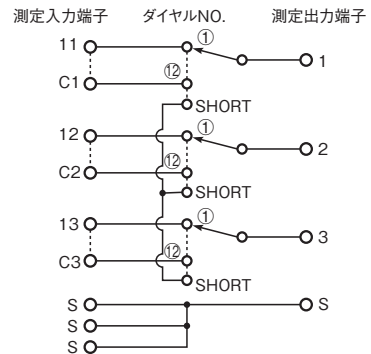 測定入力端子 ダイヤルNO. 測定出力端子
11 ① 1
C1 ⑫
SHORT
12 ① 2
C2 ⑫
SHORT
13 ① 3
C3 ⑫
SHORT
S S
S
S